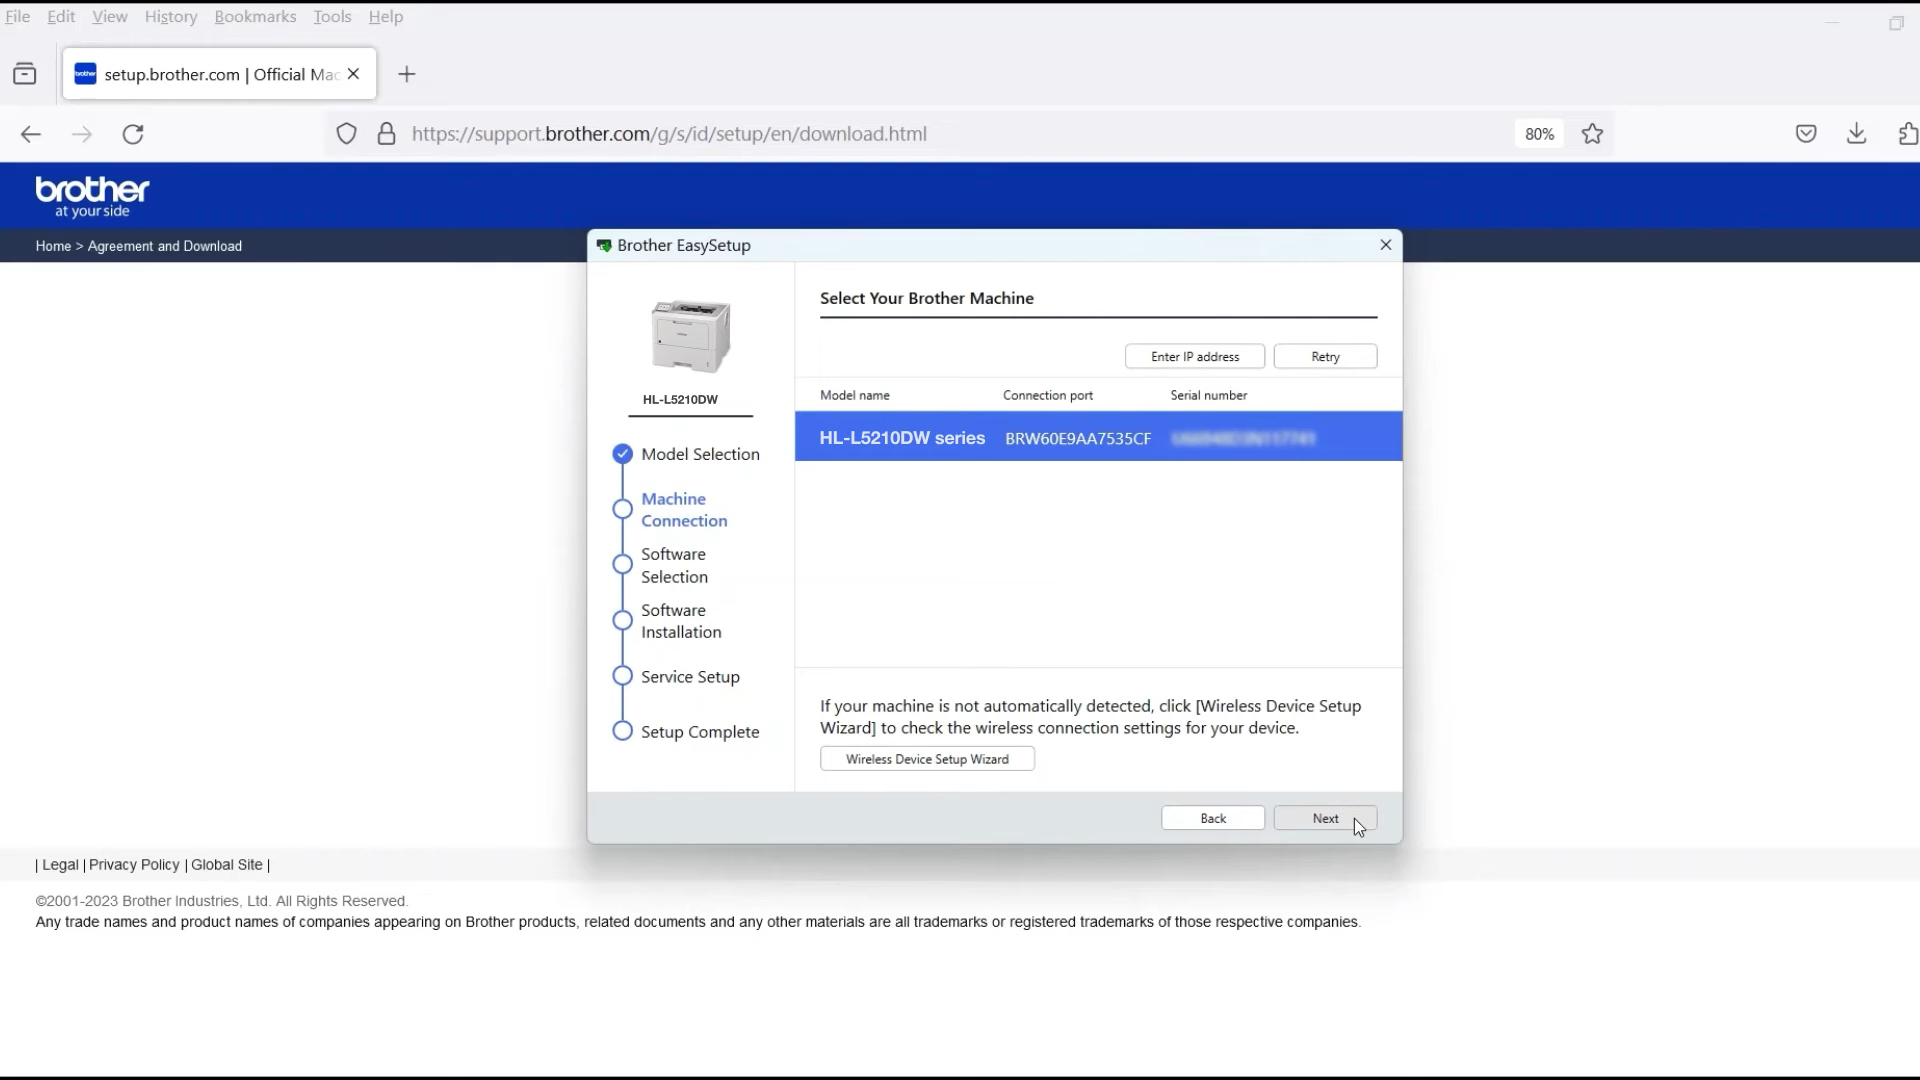 File Edit View History Bookmarks Tools Help
brother setup.brother.com | Official Mac
https://support.brother.com/g/s/id/setup/en/download.html 80%
brother
at your side
Home > Agreement and Download
Brother EasySetup
HL-L5210DW
Model Selection
Machine
Connection
Software
Selection
Software
Installation
Service Setup
Setup Complete
Select Your Brother Machine
Enter IP address Retry
Model name Connection port Serial number
HL-L5210DW series BRW60E9AA7535CF
If your machine is not automatically detected, click [Wireless Device Setup
Wizard] to check the wireless connection settings for your device.
Wireless Device Setup Wizard
Back Next
| Legal | Privacy Policy | Global Site |
©2001-2023 Brother Industries, Ltd. All Rights Reserved.
Any trade names and product names of companies appearing on Brother products, related documents and any other materials are all trademarks or registered trademarks of those respective companies.